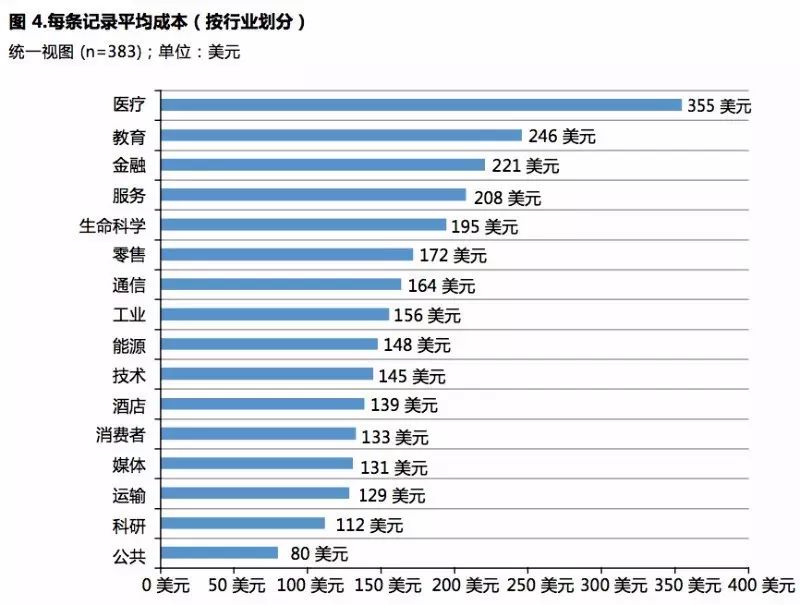 图 4.每条记录平均成本（按行业划分）
统一视图 (n=383)；单位：美元
医疗 355 美元
教育 246 美元
金融 221 美元
服务 208 美元
生命科学 195 美元
零售 172 美元
通信 164 美元
工业 156 美元
能源 148 美元
技术 145 美元
酒店 139 美元
消费者 133 美元
媒体 131 美元
运输 129 美元
科研 112 美元
公共 80 美元
0 美元 50 美元 100 美元 150 美元 200 美元 250 美元 300 美元 350 美元 400 美元